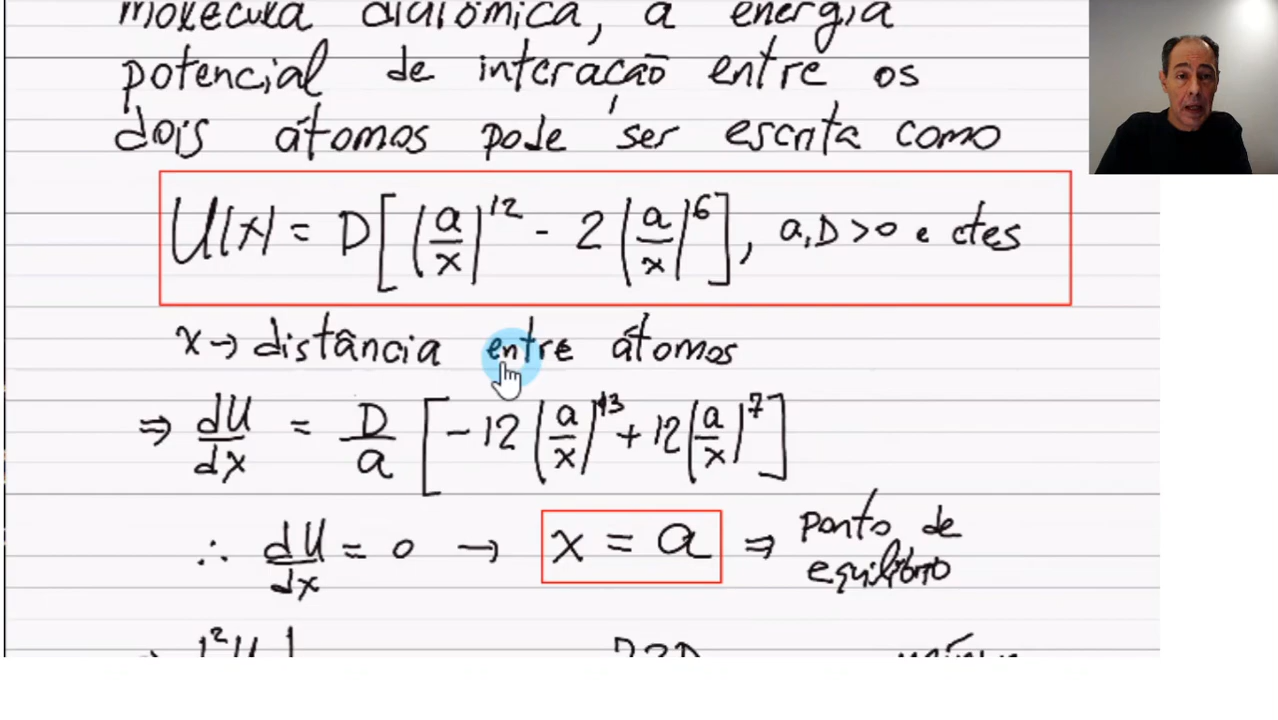 molécula diatômica, a energia
potencial de interação entre os
dois átomos pode ser escrita como
U(x) = D[(a/x)^12 - 2(a/x)^6], a,D>0 e ctes
x → distância entre átomos
⇒ dU/dx = D/a [-12(a/x)^13 + 12(a/x)^7]
∴ dU/dx = 0 → x = a ⇒ ponto de equilíbrio